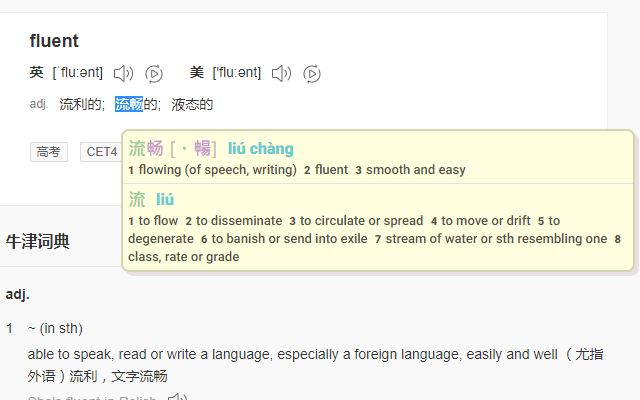 fluent
英 [ˈfluːənt] 美 [ˈfluːənt]
adj. 流利的; 流畅的; 液态的
高考 CET4
流畅 [・暢] liú chàng
1 flowing (of speech, writing) 2 fluent 3 smooth and easy
流 liú
1 to flow 2 to disseminate 3 to circulate or spread 4 to move or drift 5 to
degenerate 6 to banish or send into exile 7 stream of water or sth resembling one 8
class, rate or grade
牛津词典
adj.
1 ~ (in sth)
able to speak, read or write a language, especially a foreign language, easily and well （尤指
外语）流利，文字流畅
She's fluent in Polish.